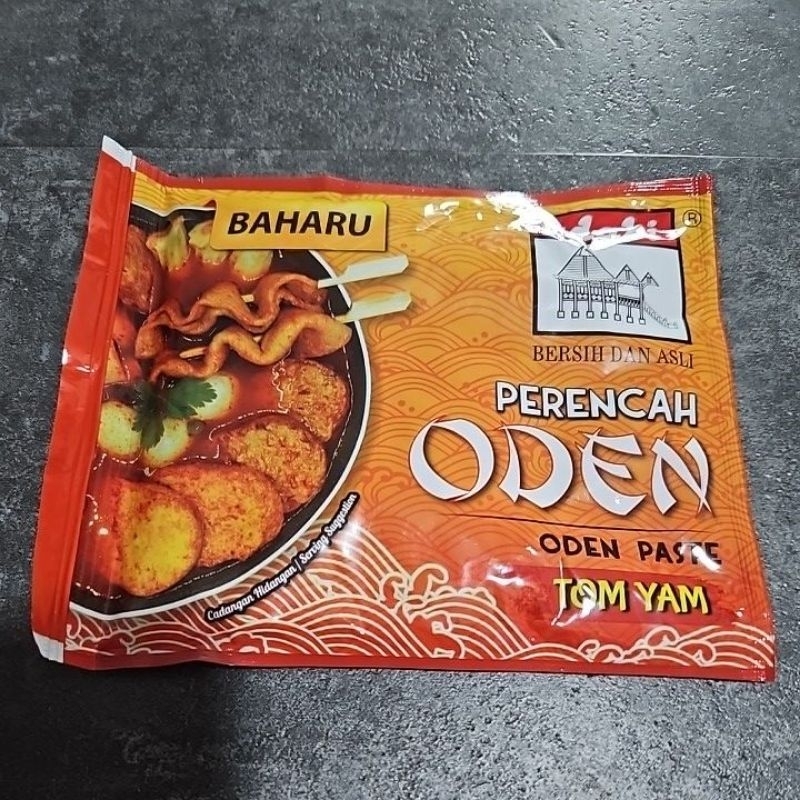 BAHARU
Adabi®
BERSIH DAN ASLI
PERENCAH
ODEN
ODEN PASTE
TOM YAM
Cadangan Hidangan / Serving Suggestion